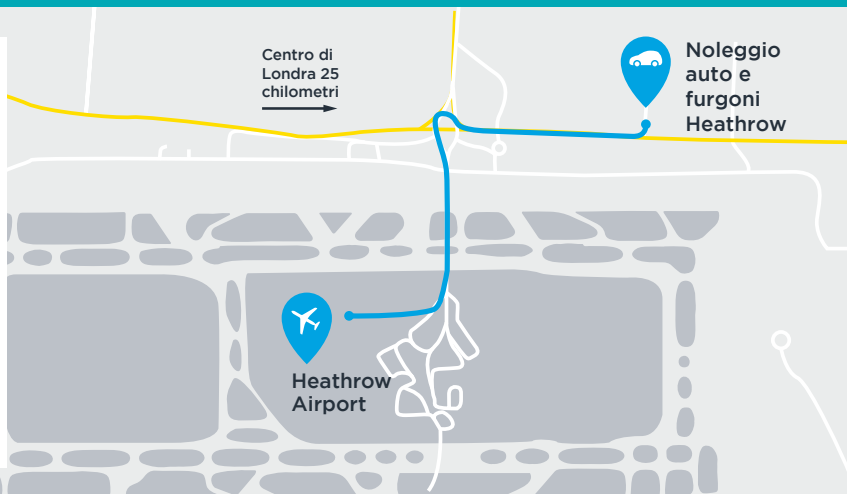 Centro di
Londra 25
chilometri
Noleggio
auto e
furgoni
Heathrow
Heathrow
Airport